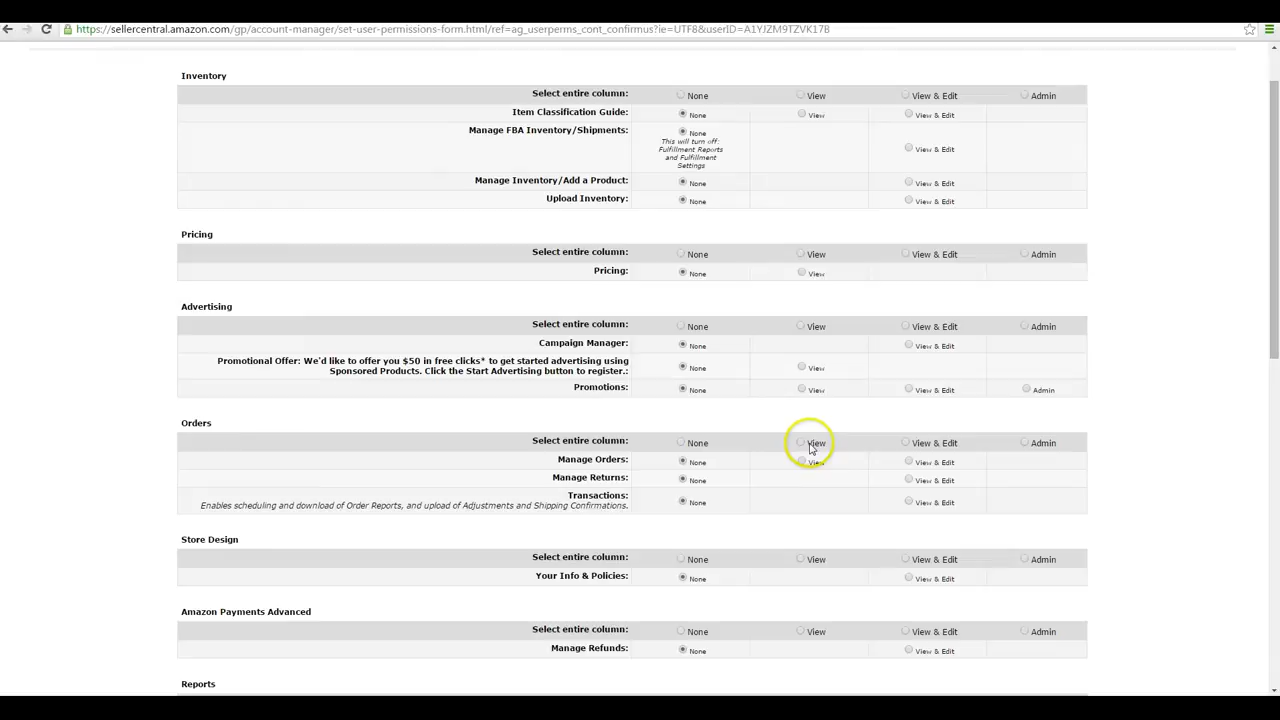 https://sellercentral.amazon.com/gp/account-manager/set-user-permissions-form.html/ref=ag_userperms_cont_confirmus?ie=UTF8&userID=A1YJZM9TZVK17B
Inventory
Select entire column: None View View & Edit Admin
Item Classification Guide: None View View & Edit
Manage FBA Inventory/Shipments: None View & Edit
This will turn off:
Fulfillment Reports
and Fulfillment
Settings
Manage Inventory/Add a Product: None View & Edit
Upload Inventory: None View & Edit
Pricing
Select entire column: None View View & Edit Admin
Pricing: None View
Advertising
Select entire column: None View View & Edit Admin
Campaign Manager: None View & Edit
Promotional Offer: We'd like to offer you $50 in free clicks* to get started advertising using
Sponsored Products. Click the Start Advertising button to register.: None View
Promotions: None View View & Edit Admin
Orders
Select entire column: None View View & Edit Admin
Manage Orders: None View View & Edit
Manage Returns: None View & Edit
Transactions: None View & Edit
Enables scheduling and download of Order Reports, and upload of Adjustments and Shipping Confirmations.
Store Design
Select entire column: None View View & Edit Admin
Your Info & Policies: None View & Edit
Amazon Payments Advanced
Select entire column: None View View & Edit Admin
Manage Refunds: None View & Edit
Reports